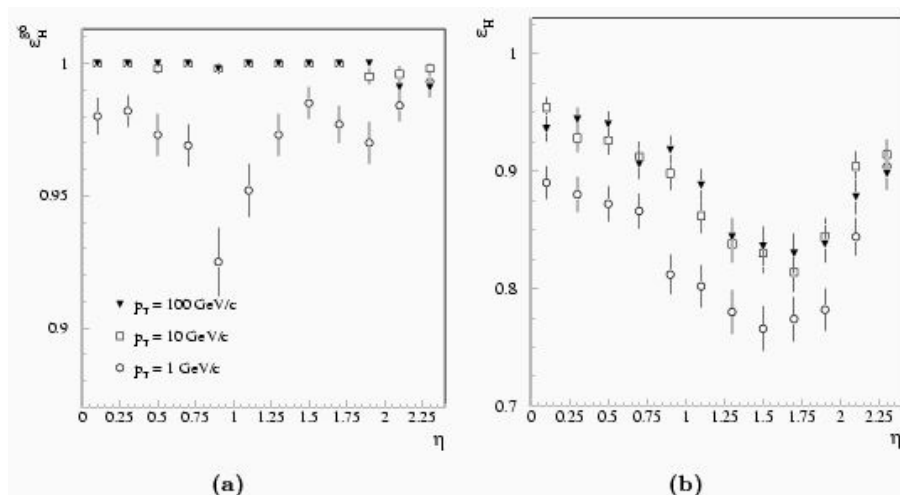 ε_H^g6
1
0.95
0.9
▼ p_T = 100 GeV/c
□ p_T = 10 GeV/c
○ p_T = 1 GeV/c
0 0.25 0.5 0.75 1 1.25 1.5 1.75 2 2.25
η
(a)
ε_H
1
0.9
0.8
0.7
0 0.25 0.5 0.75 1 1.25 1.5 1.75 2 2.25
η
(b)